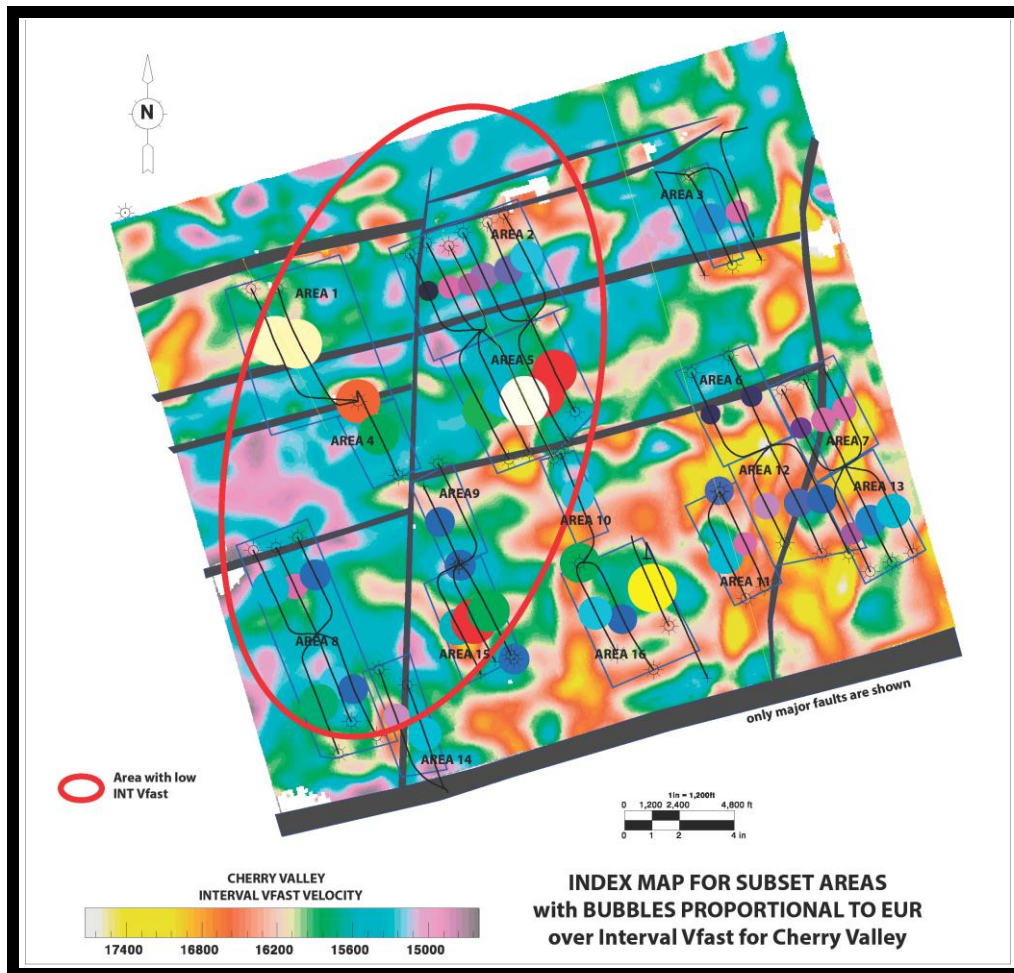 N
AREA 3
AREA 2
AREA 1
AREA 5
AREA 6
AREA 4
AREA 7
AREA 12
AREA9
AREA 13
AREA 10
AREA 11
AREA 8
AREA 15
AREA 16
only major faults are shown
AREA 14
Area with low
INT Vfast
1in = 1,200ft
0 1,200 2,400 4,800 ft
0 1 2 4 in
CHERRY VALLEY
INTERVAL VFAST VELOCITY
17400 16800 16200 15600 15000
INDEX MAP FOR SUBSET AREAS
with BUBBLES PROPORTIONAL TO EUR
over Interval Vfast for Cherry Valley